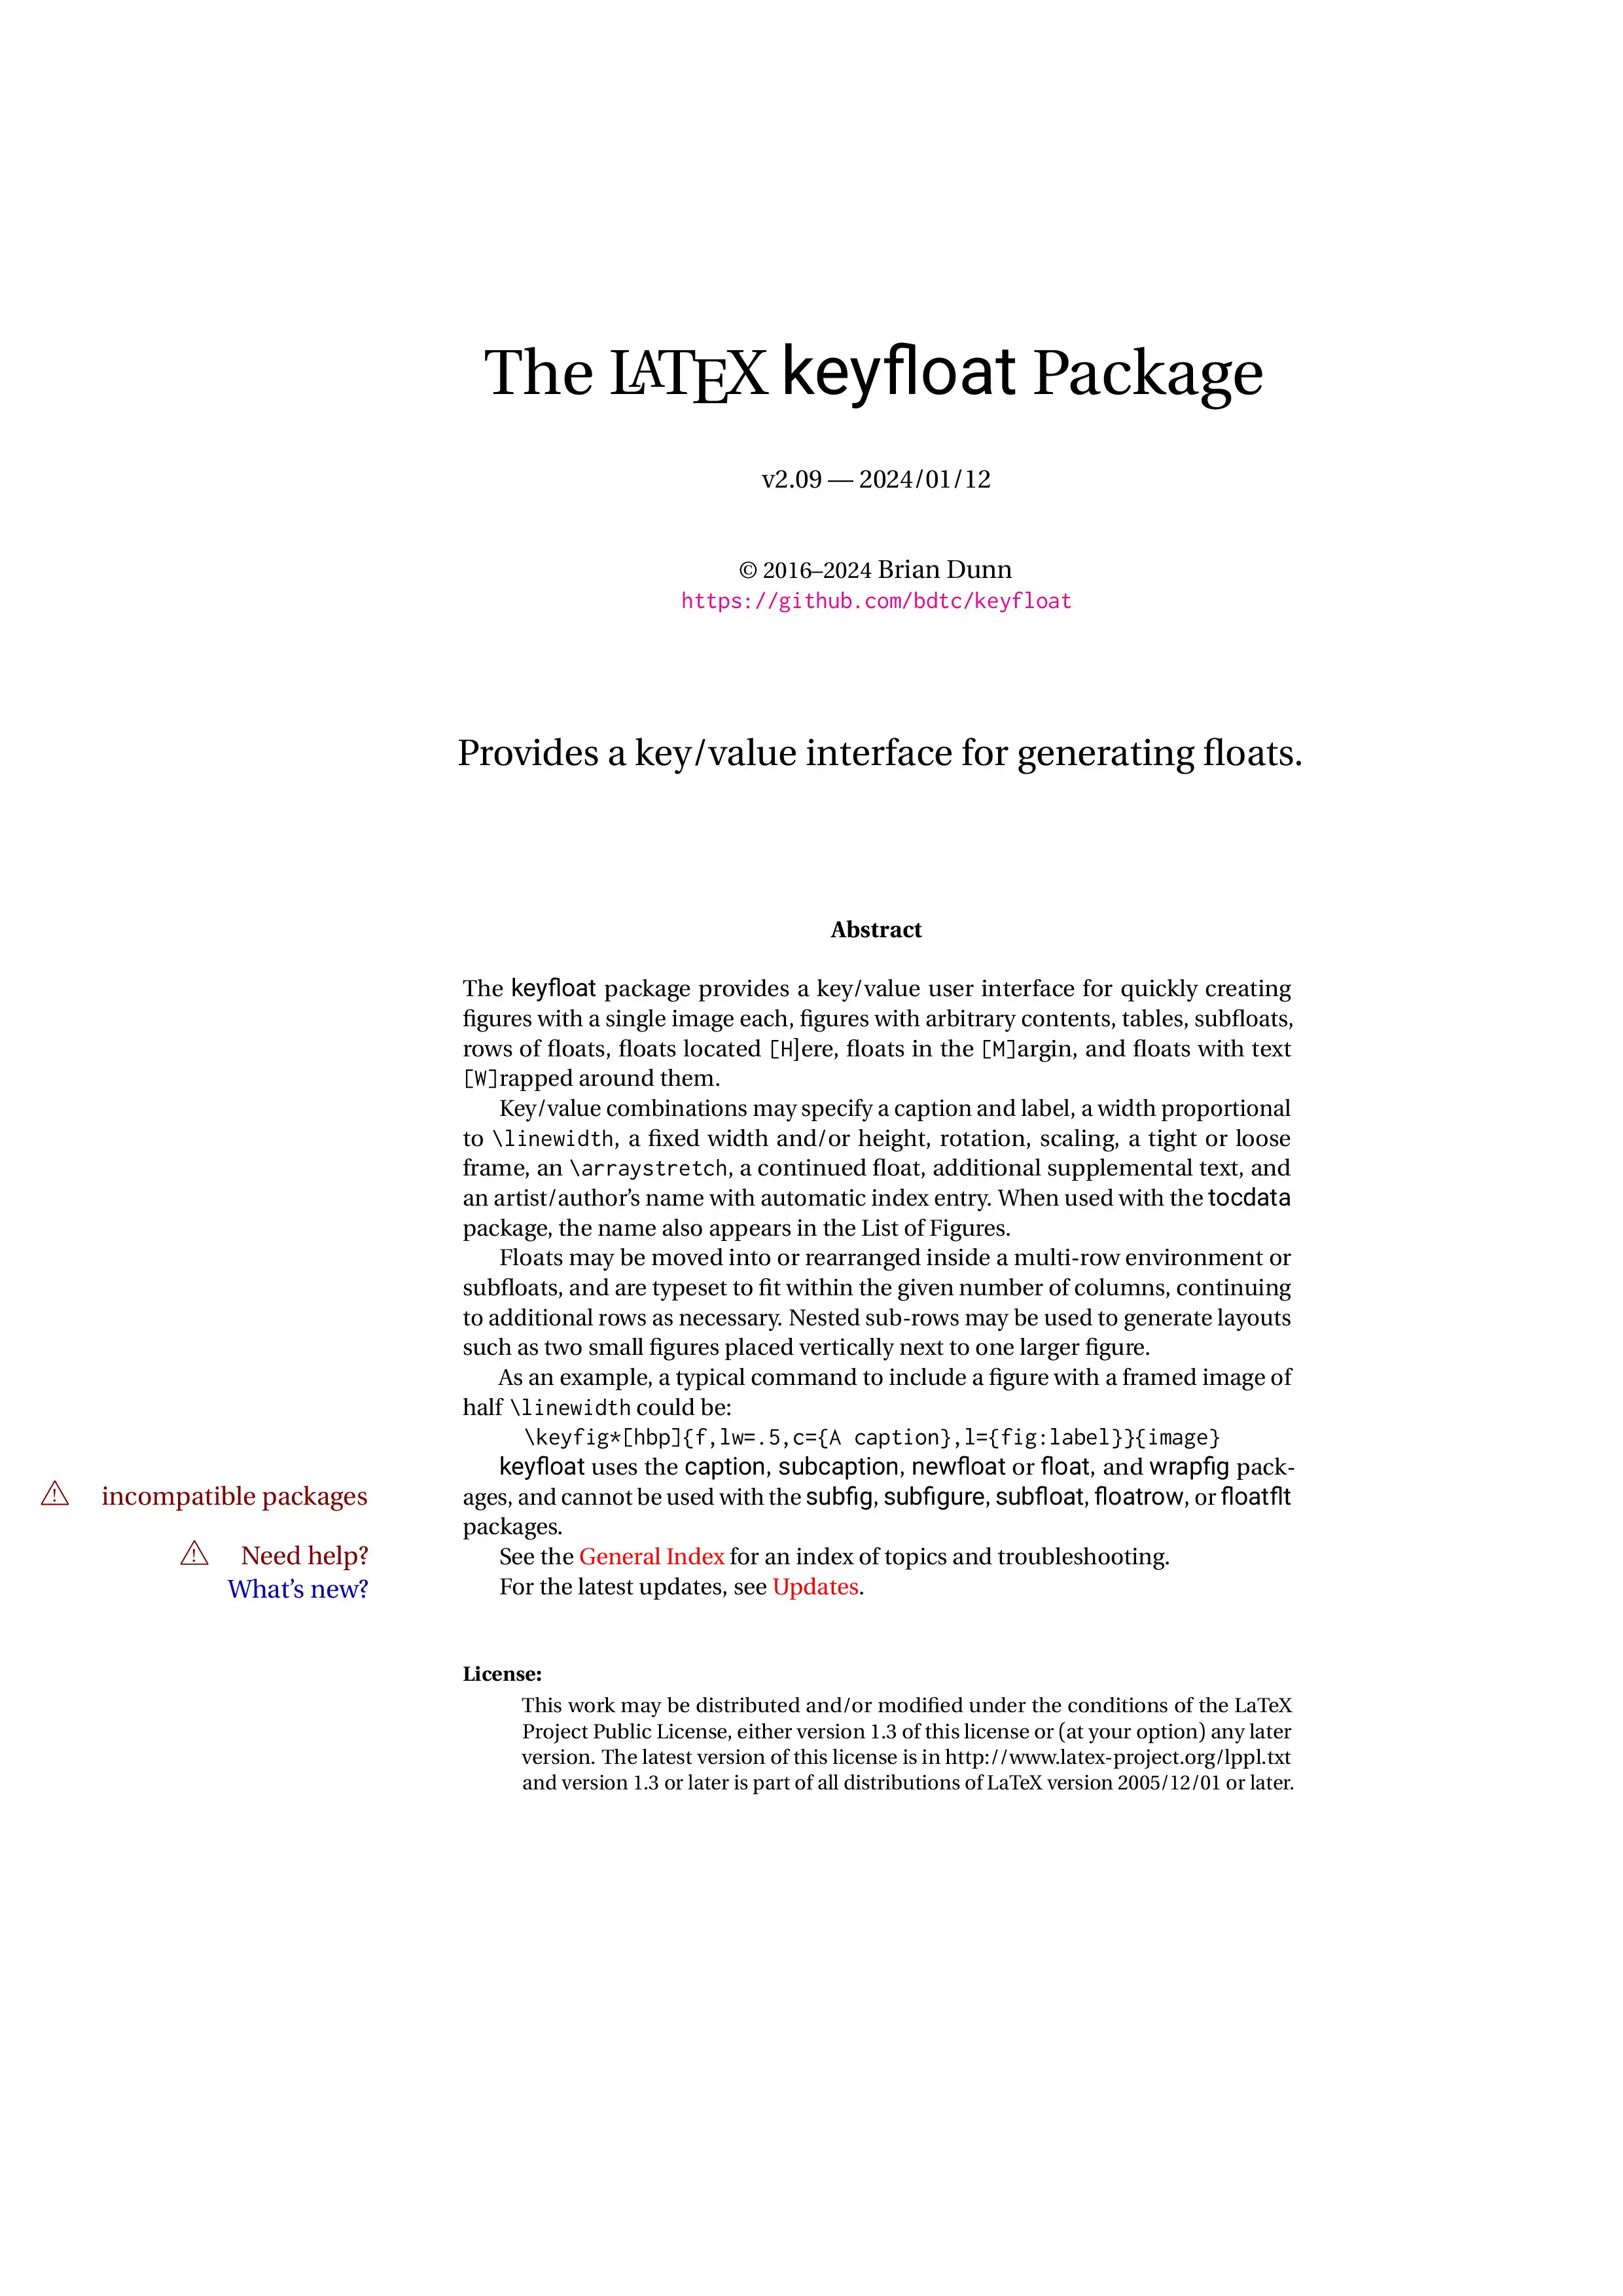 The LATEX keyfloat Package
v2.09 — 2024/01/12
© 2016–2024 Brian Dunn
https://github.com/bdtc/keyfloat
Provides a key/value interface for generating floats.
Abstract
The keyfloat package provides a key/value user interface for quickly creating
figures with a single image each, figures with arbitrary contents, tables, subfloats,
rows of floats, floats located [H]ere, floats in the [M]argin, and floats with text
[W]rapped around them.
Key/value combinations may specify a caption and label, a width proportional
to \linewidth, a fixed width and/or height, rotation, scaling, a tight or loose
frame, an \arraystretch, a continued float, additional supplemental text, and
an artist/author’s name with automatic index entry. When used with the tocdata
package, the name also appears in the List of Figures.
Floats may be moved into or rearranged inside a multi-row environment or
subfloats, and are typeset to fit within the given number of columns, continuing
to additional rows as necessary. Nested sub-rows may be used to generate layouts
such as two small figures placed vertically next to one larger figure.
As an example, a typical command to include a figure with a framed image of
half \linewidth could be:
\keyfig*[hbp]{f,lw=.5,c={A caption},l={fig:label}}{image}
keyfloat uses the caption, subcaption, newfloat or float, and wrapfig pack-
⚠ incompatible packages
ages, and cannot be used with the subfig, subfigure, subfloat, floatrow, or floatflt
packages.
⚠ Need help?
See the General Index for an index of topics and troubleshooting.
What’s new?
For the latest updates, see Updates.
License:
This work may be distributed and/or modified under the conditions of the LaTeX
Project Public License, either version 1.3 of this license or (at your option) any later
version. The latest version of this license is in http://www.latex-project.org/lppl.txt
and version 1.3 or later is part of all distributions of LaTeX version 2005/12/01 or later.